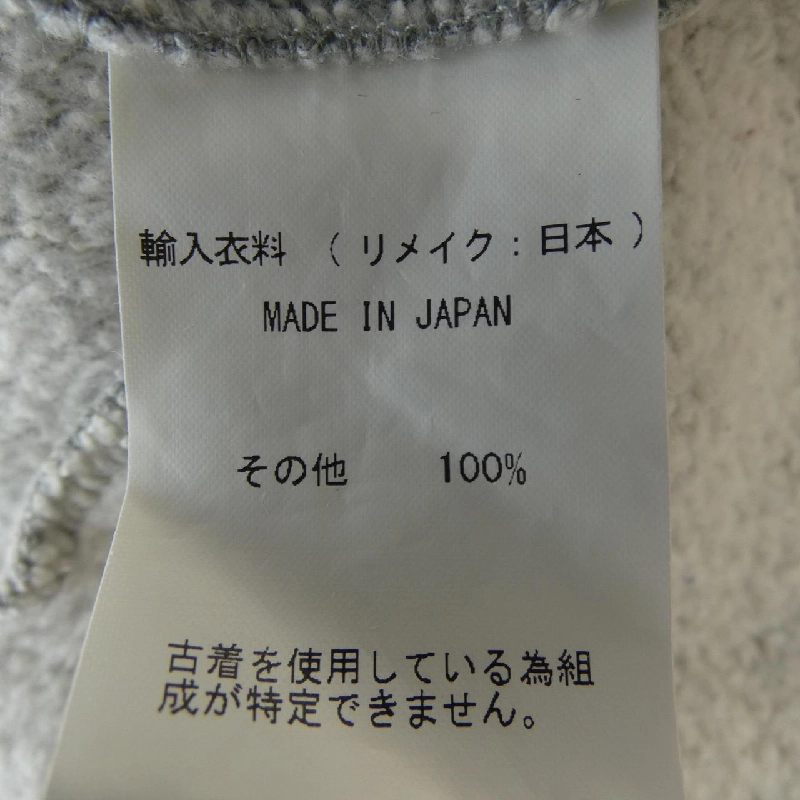 輸入衣料 ( リメイク : 日本 )
MADE IN JAPAN
その他 100%
古着を使用している為組
成が特定できません。